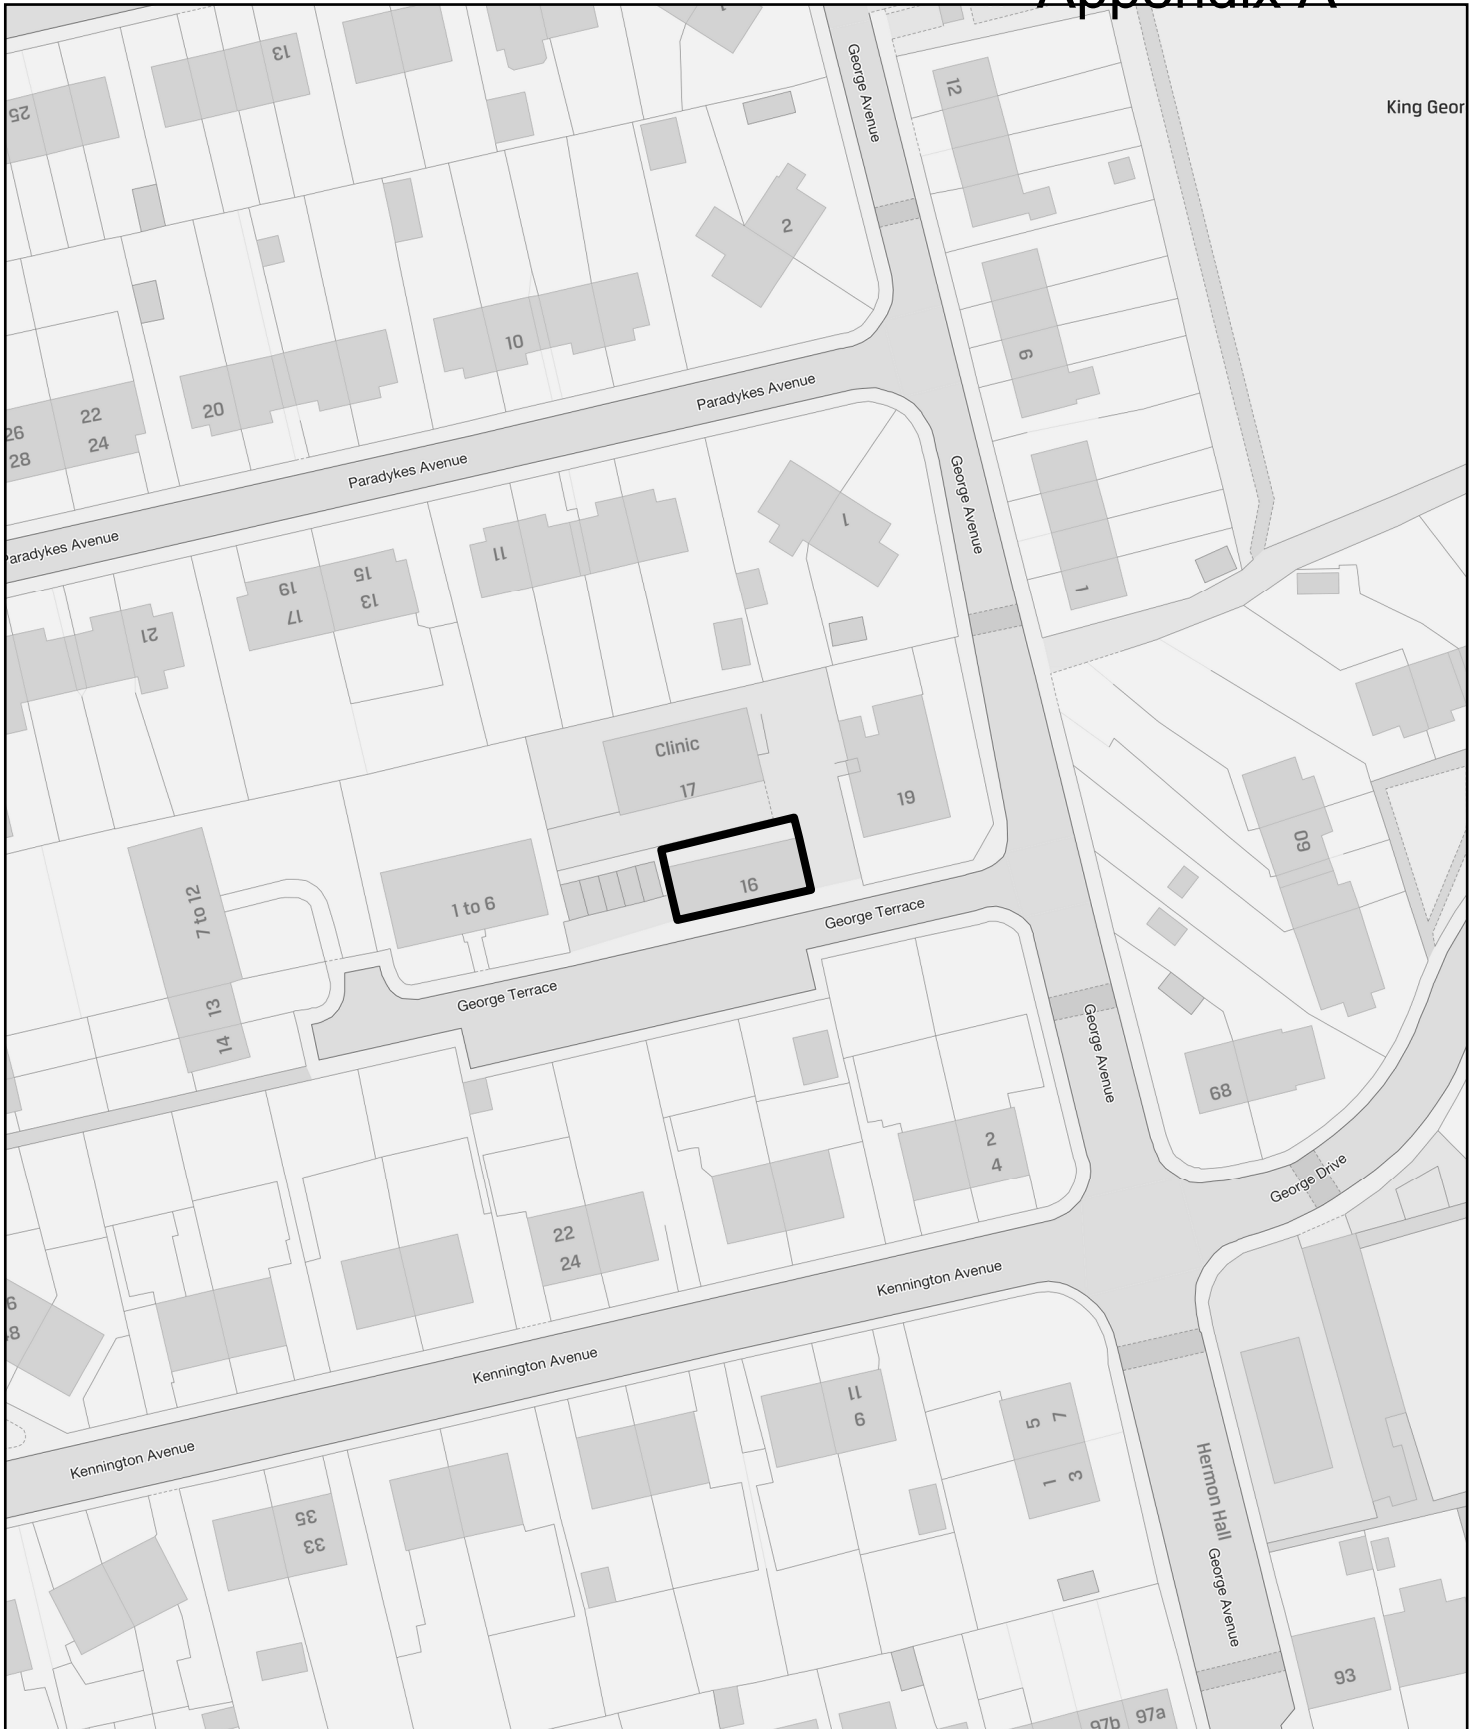 Appendix A
13
25
George Avenue
12
King Geor
2
10
9
Paradykes Avenue
20
22
26
24
28
Paradykes Avenue
George Avenue
Paradykes Avenue
1
11
15
19
13
17
1
21
Clinic
17
19
60
16
7 to 12
1 to 6
George Terrace
George Terrace
13
14
George Avenue
68
2
4
George Drive
22
24
Kennington Avenue
6
8
Kennington Avenue
11
9
7
5
3
1
Kennington Avenue
Hermon Hall
35
33
George Avenue
93
97b
97a